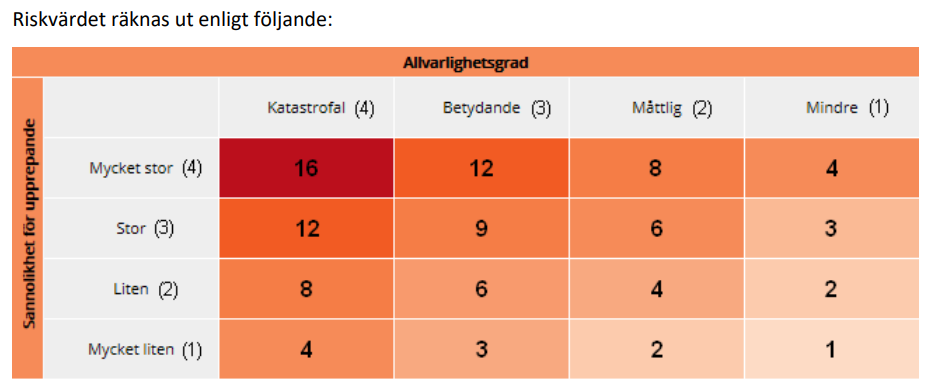 Riskvärdet räknas ut enligt följande:
Allvarlighetsgrad
Sannolikhet för upprepande
Katastrofal (4) Betydande (3) Måttlig (2) Mindre (1)
Mycket stor (4) 16 12 8 4
Stor (3) 12 9 6 3
Liten (2) 8 6 4 2
Mycket liten (1) 4 3 2 1